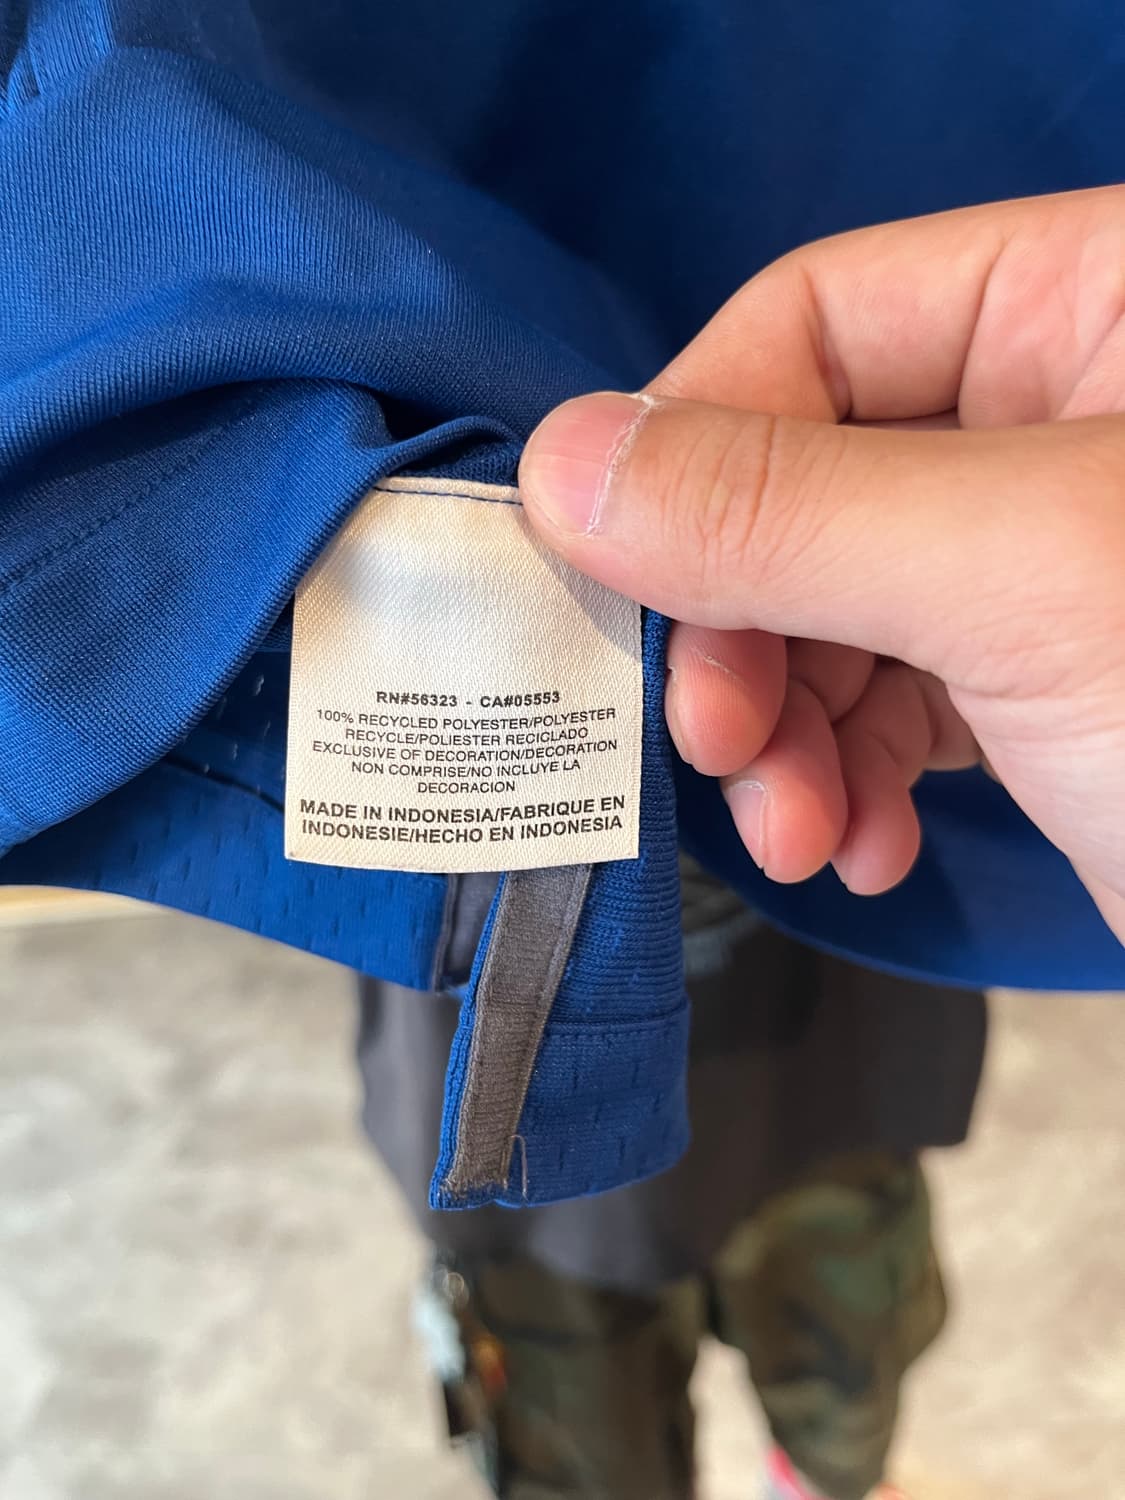 RN#56323 - CA#05553
100% RECYCLED POLYESTER/POLYESTER
RECYCLE/POLIESTER RECICLADO
EXCLUSIVE OF DECORATION/DECORATION
NON COMPRISE/NO INCLUYE LA
DECORACION
MADE IN INDONESIA/FABRIQUE EN
INDONESIE/HECHO EN INDONESIA